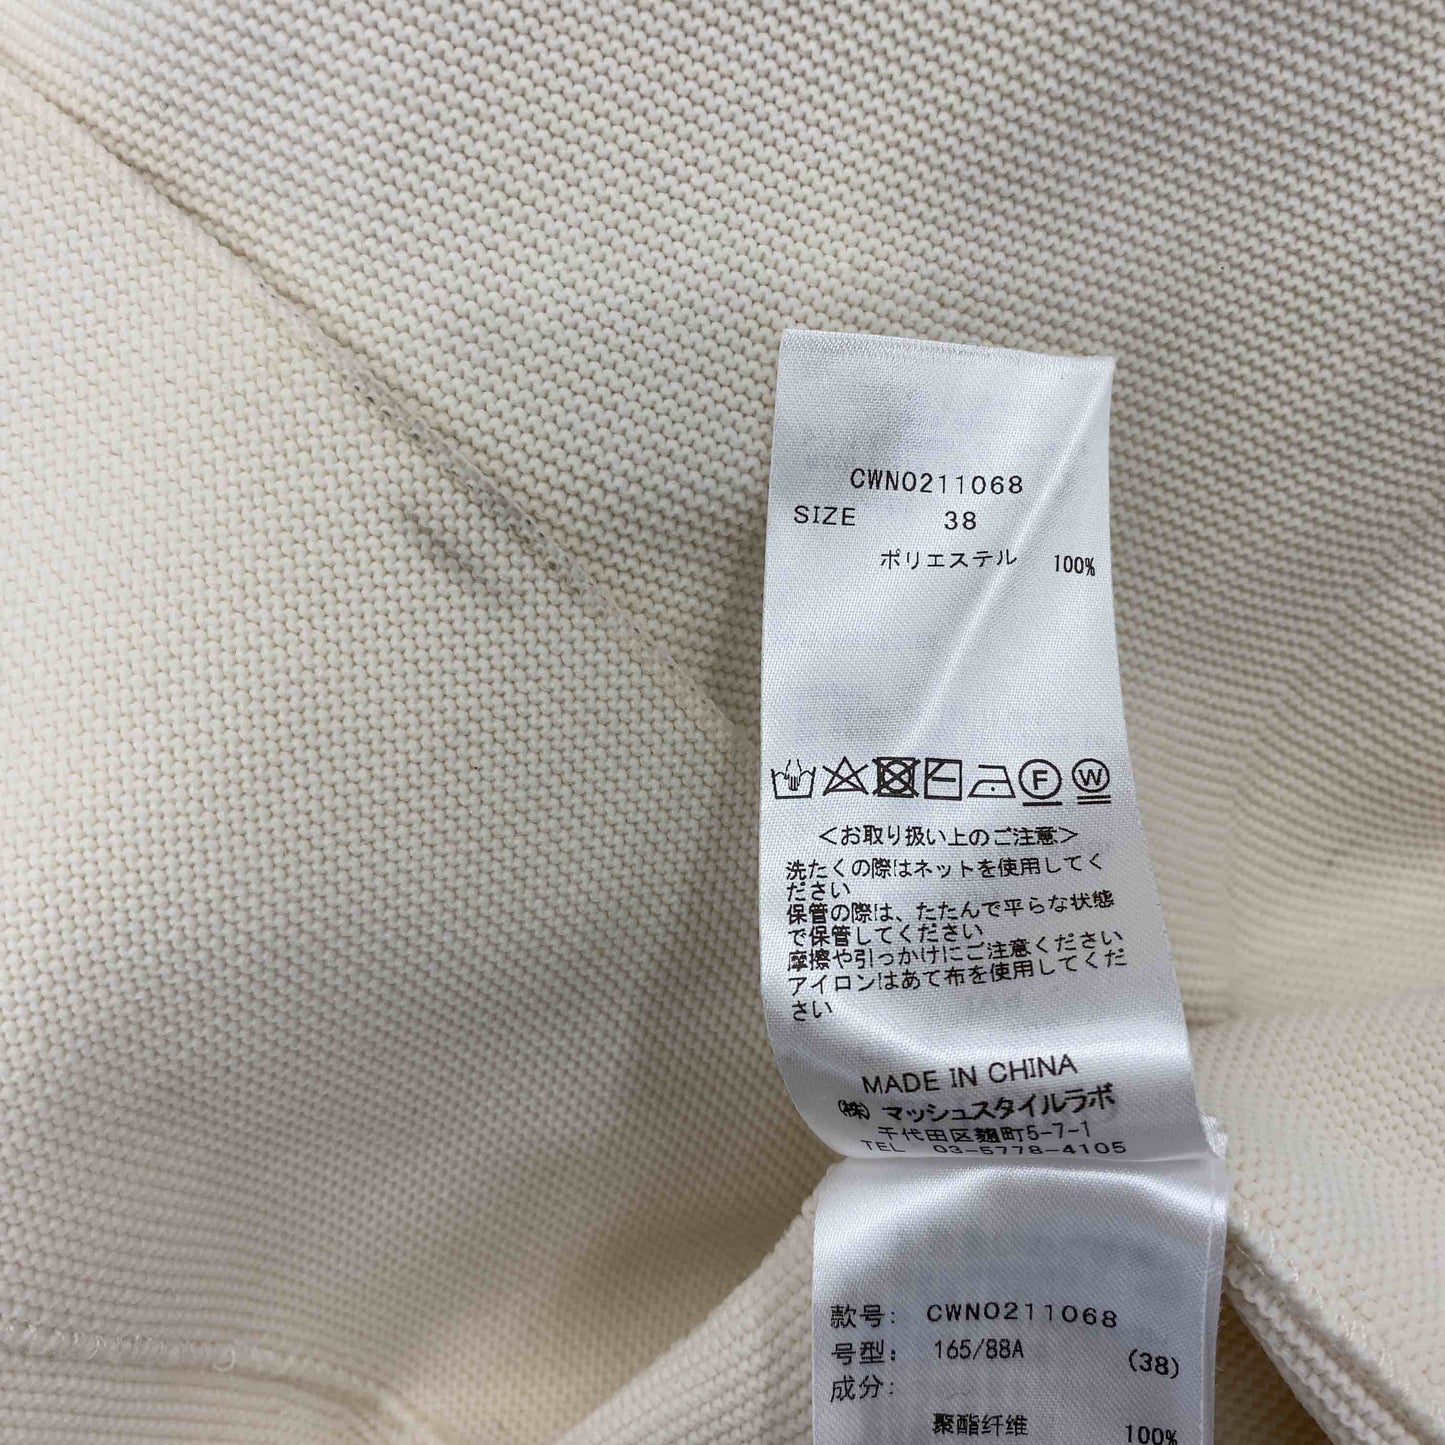 CWNO211068
SIZE 38
ポリエステル 100%
F W
<お取り扱い上のご注意>
洗たくの際はネットを使用してく
ださい
保管の際は、たたんで平らな状態
で保管してください
摩擦や引っかけにご注意ください
アイロンはあて布を使用してくだ
さい
MADE IN CHINA
㈱ マッシュスタイルラボ
千代田区麹町5-7-1
TEL 03-5778-4105
款号: CWNO211068
号型: 165/88A (38)
成分:
聚酯纤维 100%